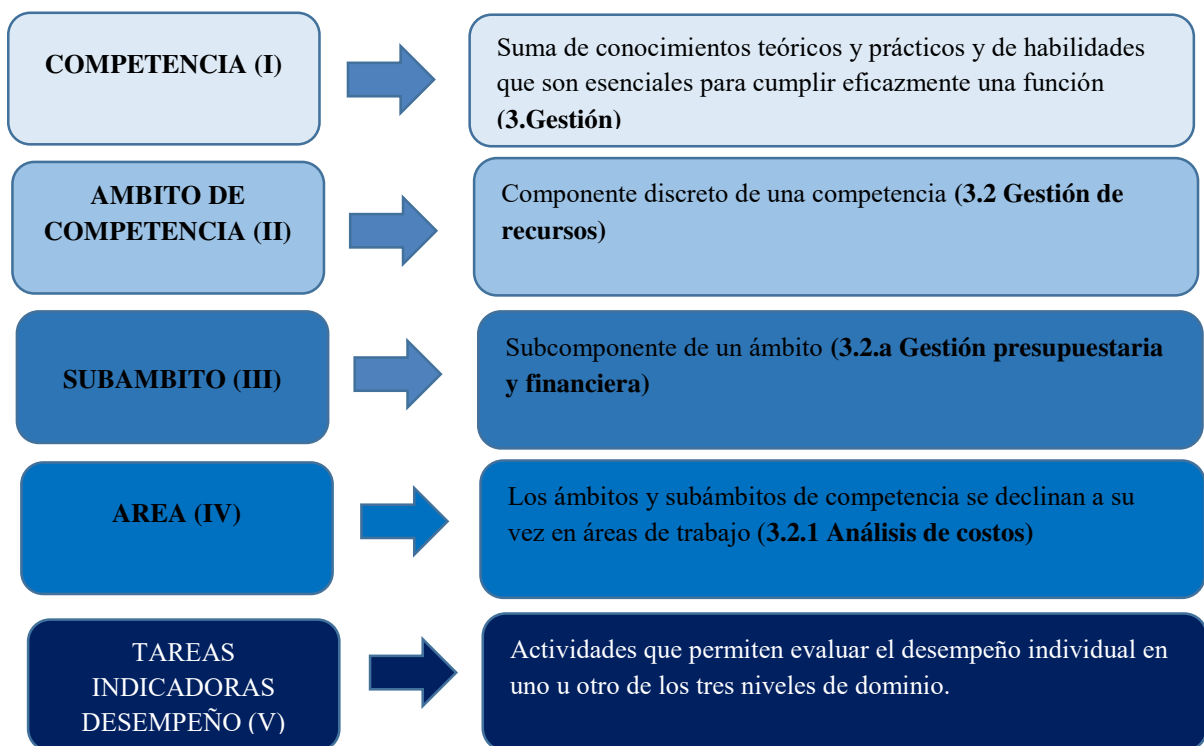 COMPETENCIA (I)
Suma de conocimientos teóricos y prácticos y de habilidades
que son esenciales para cumplir eficazmente una función
(3.Gestión)
AMBITO DE
COMPETENCIA (II)
Componente discreto de una competencia (3.2 Gestión de
recursos)
SUBAMBITO (III)
Subcomponente de un ámbito (3.2.a Gestión presupuestaria
y financiera)
AREA (IV)
Los ámbitos y subámbitos de competencia se declinan a su
vez en áreas de trabajo (3.2.1 Análisis de costos)
TAREAS
INDICADORAS
DESEMPEÑO (V)
Actividades que permiten evaluar el desempeño individual en
uno u otro de los tres niveles de dominio.